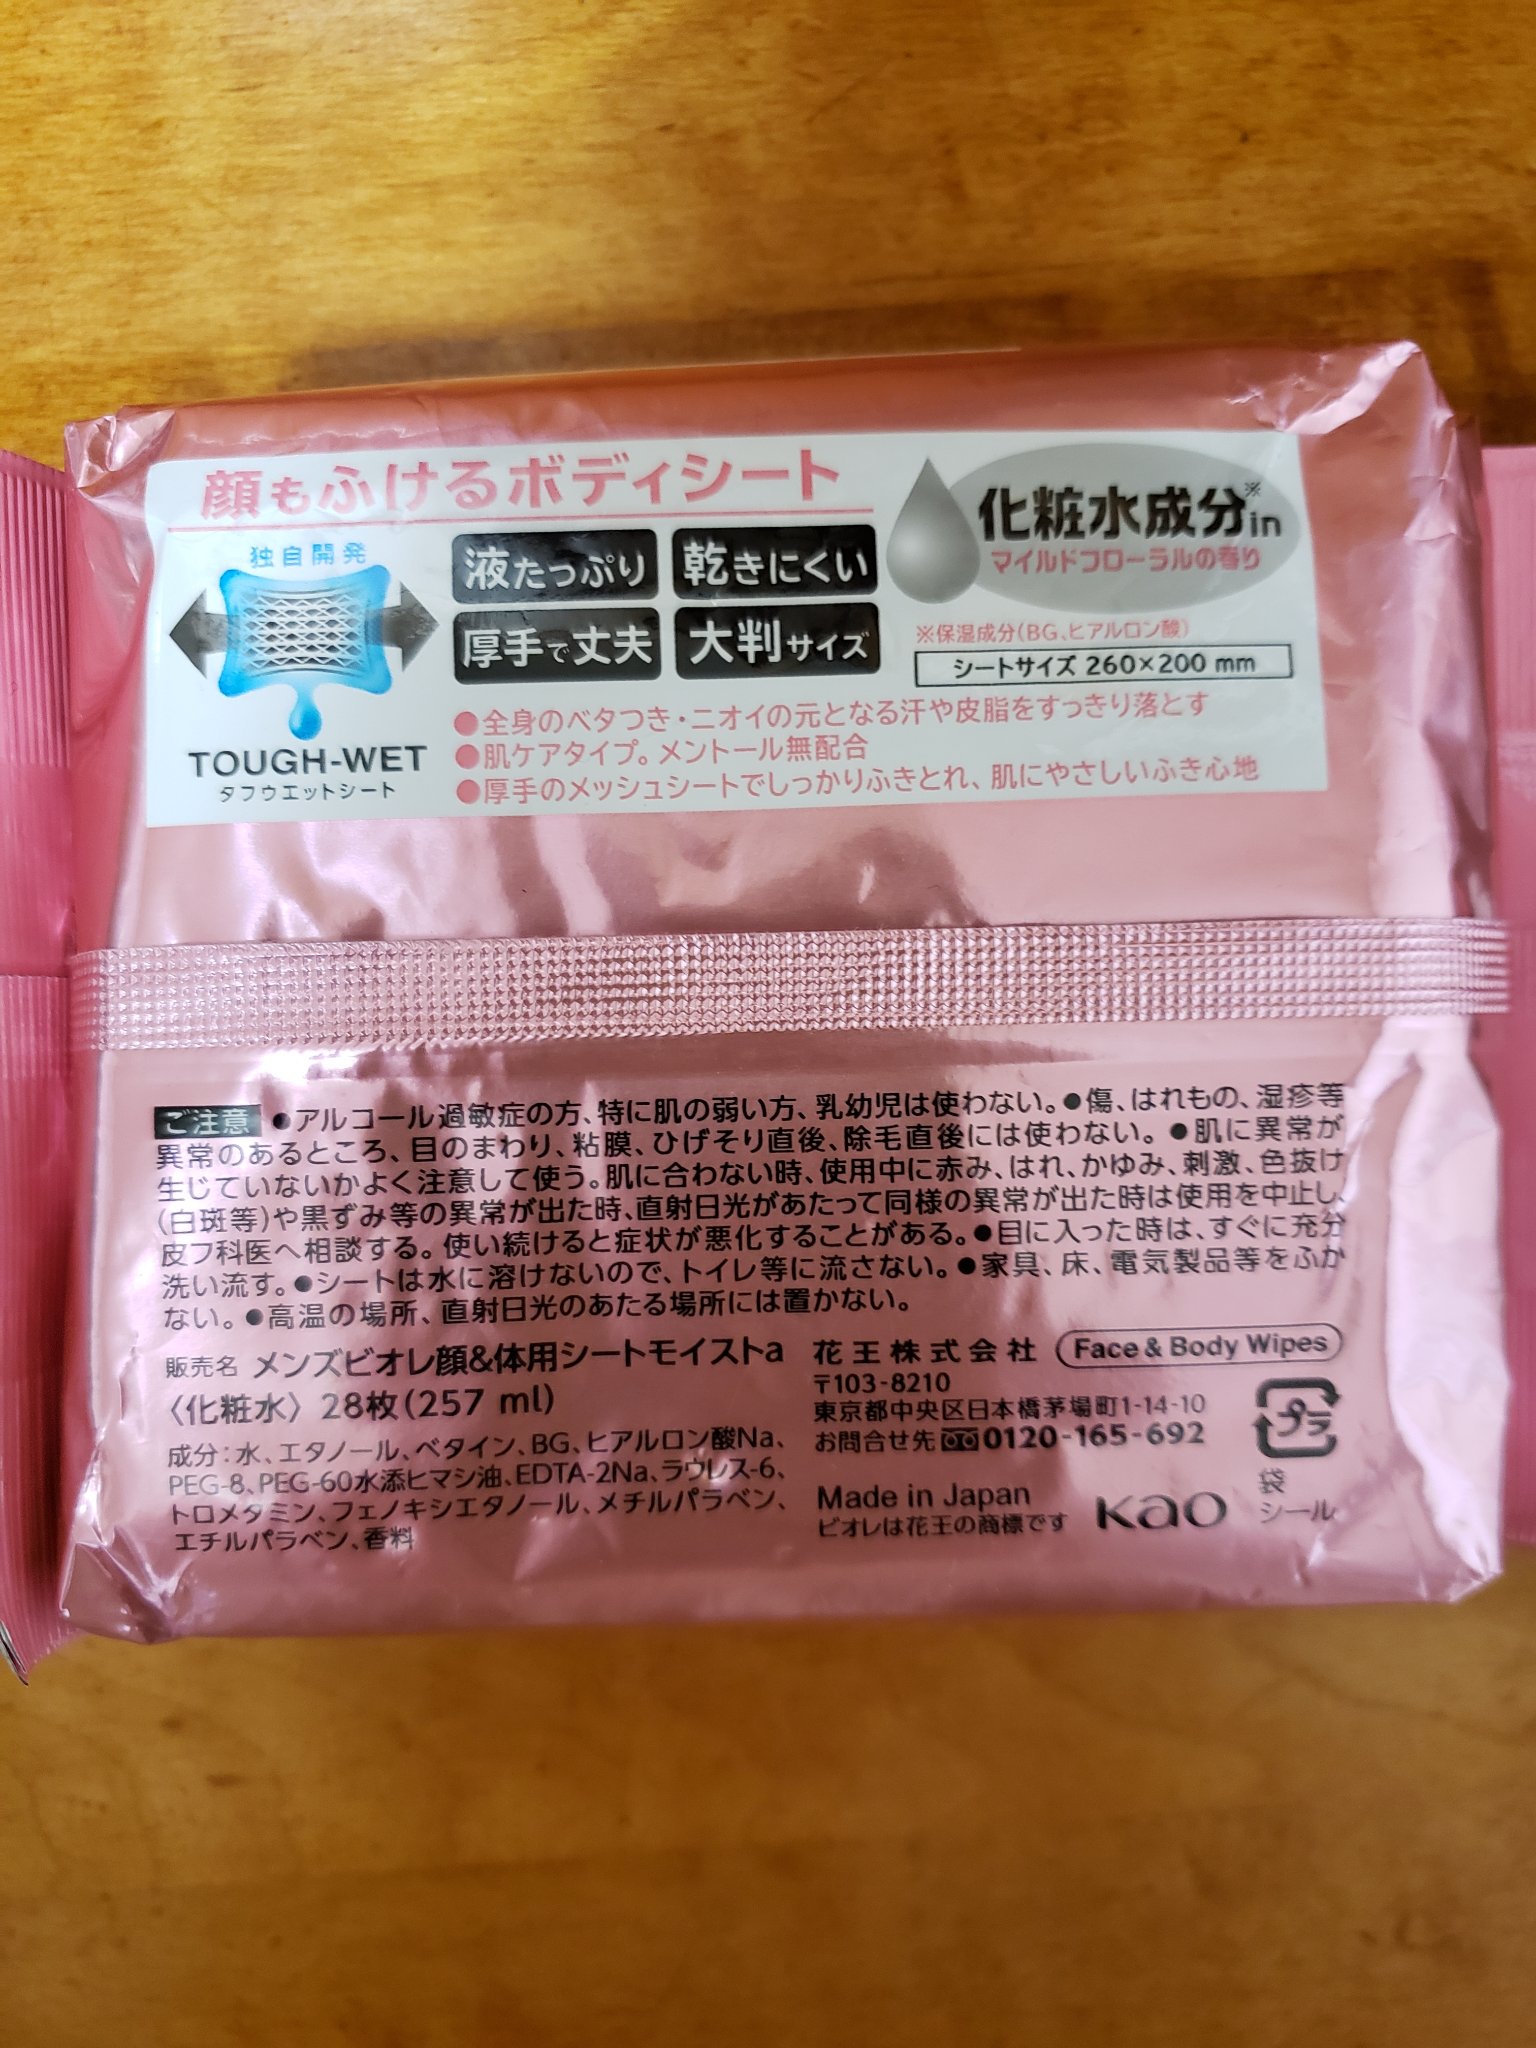 顔もふけるボディシート
独自開発
液たっぷり
乾きにくい
厚手で丈夫
大判サイズ
TOUGH-WET
タフウエットシート
化粧水成分※in
マイルドフローラルの香り
※保湿成分(BG、ヒアルロン酸)
シートサイズ 260×200 mm
●全身のベタつき・ニオイの元となる汗や皮脂をすっきり落とす
●肌ケアタイプ。メントール無配合
●厚手のメッシュシートでしっかりふきとれ、肌にやさしいふき心地
ご注意 ●アルコール過敏症の方、特に肌の弱い方、乳幼児は使わない。●傷、はれもの、湿疹等
異常のあるところ、目のまわり、粘膜、ひげそり直後、除毛直後には使わない。●肌に異常が
生じていないかよく注意して使う。肌に合わない時、使用中に赤み、はれ、かゆみ、刺激、色抜け
(白斑等)や黒ずみ等の異常が出た時、直射日光があたって同様の異常が出た時は使用を中止し、
皮フ科医へ相談する。使い続けると症状が悪化することがある。●目に入った時は、すぐに充分
洗い流す。●シートは水に溶けないので、トイレ等に流さない。●家具、床、電気製品等をふか
ない。●高温の場所、直射日光のあたる場所には置かない。
販売名 メンズビオレ顔&体用シートモイストa
〈化粧水〉 28枚(257 ml)
成分：水、エタノール、ベタイン、BG、ヒアルロン酸Na、
PEG-8、PEG-60水添ヒマシ油、EDTA-2Na、ラウレス-6、
トロメタミン、フェノキシエタノール、メチルパラベン、
エチルパラベン、香料
花王株式会社
Face & Body Wipes
〒103-8210
東京都中央区日本橋茅場町1-14-10
お問合せ先 0120-165-692
Made in Japan
ビオレは花王の商標です
Kao
プラ
袋
シール